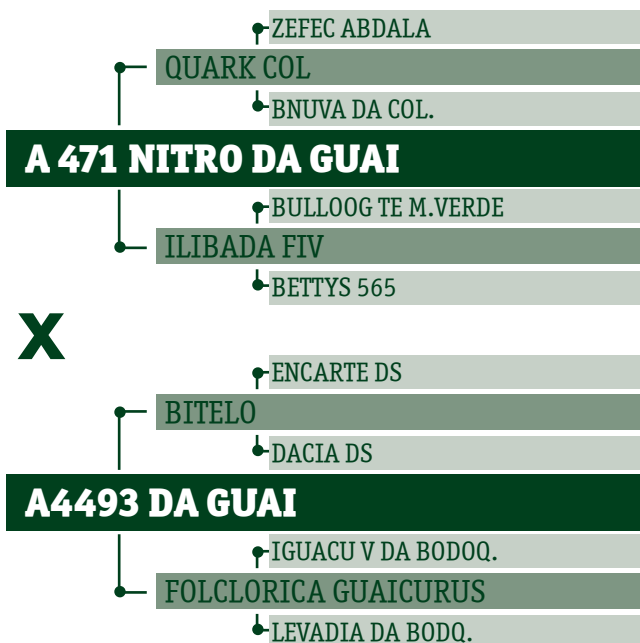 ZEFEC ABDALA
QUARK COL
BNUVA DA COL.
A 471 NITRO DA GUAI
BULLOOG TE M.VERDE
ILIBADA FIV
BETTYS 565
X
ENCARTE DS
BITELO
DACIA DS
A4493 DA GUAI
IGUACU V DA BODOQ.
FOLCLORICA GUAICURUS
LEVADIA DA BODQ.